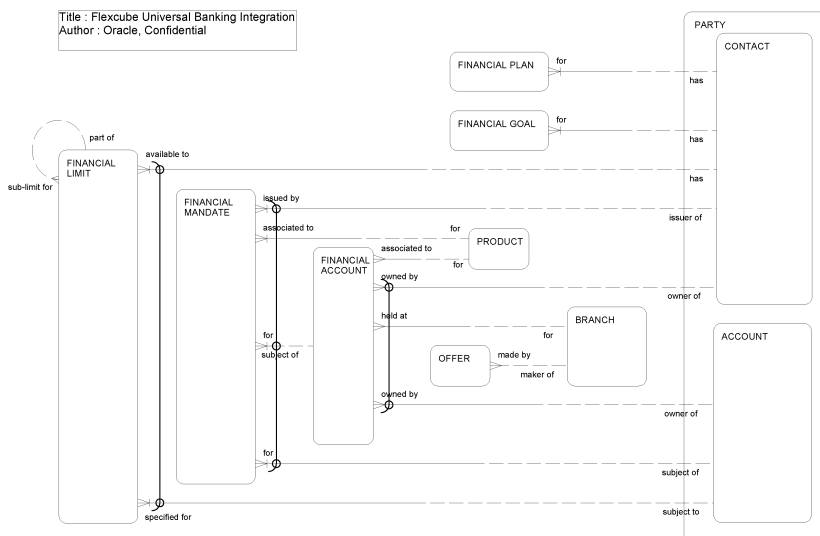 Title : Flexcube Universal Banking Integration
Author : Oracle, Confidential
PARTY
CONTACT
FINANCIAL PLAN
for
has
FINANCIAL GOAL
for
has
part of
sub-limit for
FINANCIAL
LIMIT
available to
has
FINANCIAL
MANDATE
issued by
issuer of
associated to
for
PRODUCT
FINANCIAL
ACCOUNT
associated to
for
owned by
owner of
held at
for
BRANCH
ACCOUNT
for
subject of
OFFER
made by
maker of
owned by
owner of
for
subject of
specified for
subject to